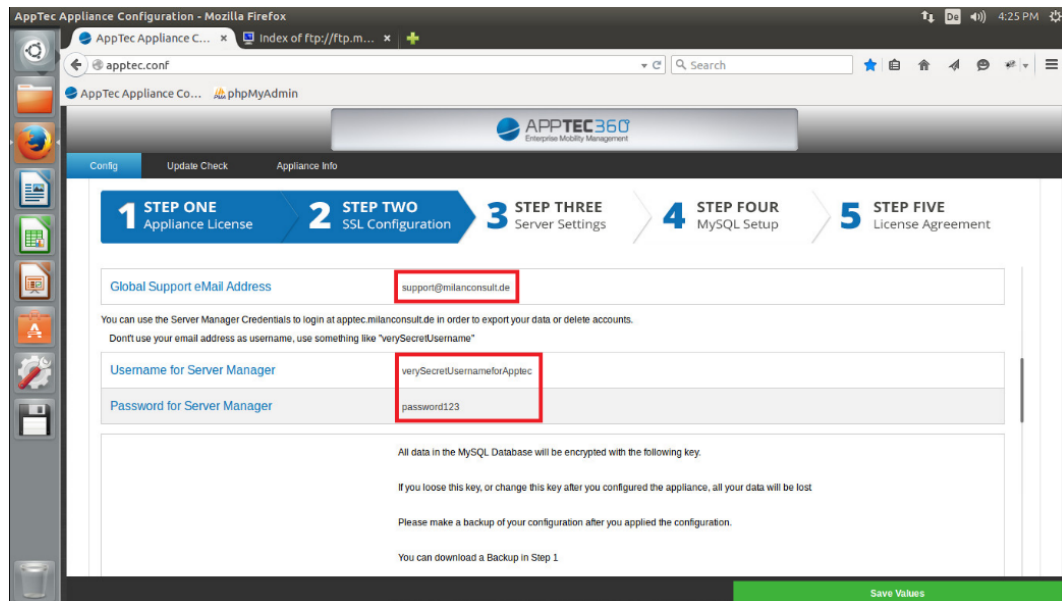 AppTec Appliance Configuration - Mozilla Firefox
De
4:25 PM
AppTec Appliance C... ×
Index of ftp://ftp.m... ×
apptec.conf
Search
AppTec Appliance Co...
phpMyAdmin
APPTEC360
Enterprise Mobility Management
Config
Update Check
Appliance Info
1 STEP ONE
Appliance License
2 STEP TWO
SSL Configuration
3 STEP THREE
Server Settings
4 STEP FOUR
MySQL Setup
5 STEP FIVE
License Agreement
Global Support eMail Address
support@milanconsult.de
You can use the Server Manager Credentials to login at apptec.milanconsult.de in order to export your data or delete accounts.
Don't use your email address as username, use something like "verySecretUsername"
Username for Server Manager
verySecretUsernameforApptec
Password for Server Manager
password123
All data in the MySQL Database will be encrypted with the following key.
If you loose this key, or change this key after you configured the appliance, all your data will be lost
Please make a backup of your configuration after you applied the configuration.
You can download a Backup in Step 1
Save Values